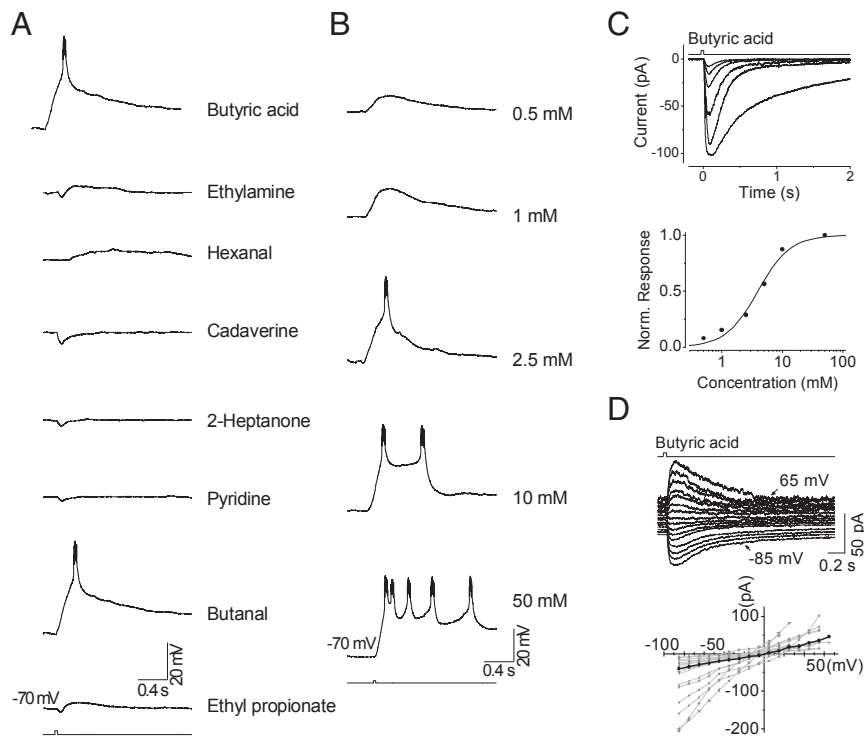 A
Butyric acid
Ethylamine
Hexanal
Cadaverine
2-Heptanone
Pyridine
Butanal
-70 mV
20 mV
0.4 s
Ethyl propionate
B
0.5 mM
1 mM
2.5 mM
10 mM
50 mM
-70 mV
20 mV
0.4 s
C
Butyric acid
0
-50
-100
Current (pA)
0 1 2
Time (s)
1.0
0.5
0.0
Norm. Response
1 10 100
Concentration (mM)
D
Butyric acid
65 mV
-85 mV
50 pA
0.2 s
(pA)
100
-100 -50
50 (mV)
-100
-200